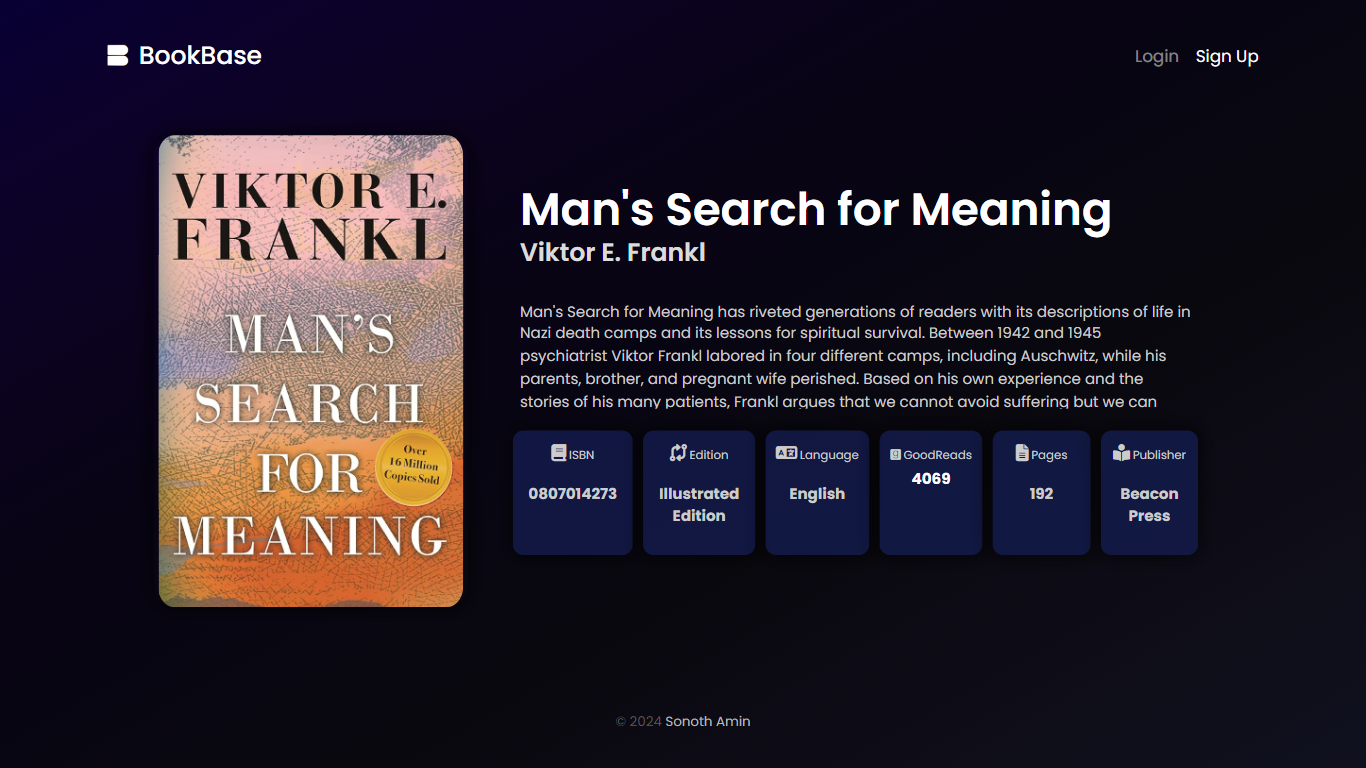 BookBase
Login Sign Up
VIKTOR E.
FRANKL
MAN'S
SEARCH
FOR
MEANING
Over
16 Million
Copies Sold
Man's Search for Meaning
Viktor E. Frankl
Man's Search for Meaning has riveted generations of readers with its descriptions of life in
Nazi death camps and its lessons for spiritual survival. Between 1942 and 1945
psychiatrist Viktor Frankl labored in four different camps, including Auschwitz, while his
parents, brother, and pregnant wife perished. Based on his own experience and the
stories of his many patients, Frankl argues that we cannot avoid suffering but we can
ISBN
0807014273
Edition
Illustrated
Edition
Language
English
GoodReads
4069
Pages
192
Publisher
Beacon
Press
© 2024 Sonoth Amin